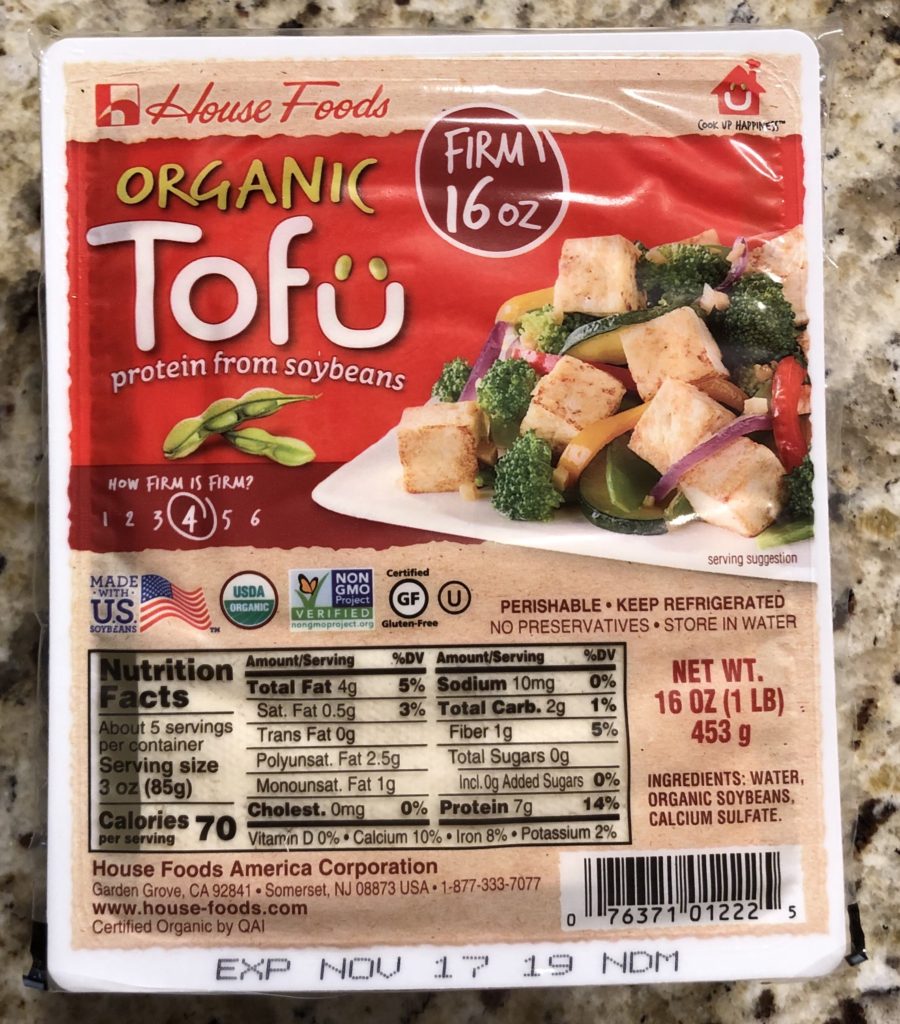 House Foods
COOK UP HAPPINESS™
FIRM
16 oz
ORGANIC
Tofu
protein from soybeans
HOW FIRM IS FIRM?
1 2 3 4 5 6
serving suggestion
MADE
·WITH·
U.S.
SOYBEANS
™
USDA
ORGANIC
NON
GMO
Project
VERIFIED
nongmoproject.org
Certified
GF
Gluten-Free
U
PERISHABLE • KEEP REFRIGERATED
NO PRESERVATIVES • STORE IN WATER
Nutrition
Facts
About 5 servings
per container
Serving size
3 oz (85g)
Calories 70
per serving
Amount/Serving %DV
Total Fat 4g 5%
Sat. Fat 0.5g 3%
Trans Fat 0g
Polyunsat. Fat 2.5g
Monounsat. Fat 1g
Cholest. 0mg 0%
Amount/Serving %DV
Sodium 10mg 0%
Total Carb. 2g 1%
Fiber 1g 5%
Total Sugars 0g
Incl. 0g Added Sugars 0%
Protein 7g 14%
Vitamin D 0% • Calcium 10% • Iron 8% • Potassium 2%
NET WT.
16 OZ (1 LB)
453 g
INGREDIENTS: WATER,
ORGANIC SOYBEANS,
CALCIUM SULFATE.
House Foods America Corporation
Garden Grove, CA 92841 • Somerset, NJ 08873 USA • 1-877-333-7077
www.house-foods.com
Certified Organic by QAI
0 76371 01222 5
EXP NOV 17 19 NDM